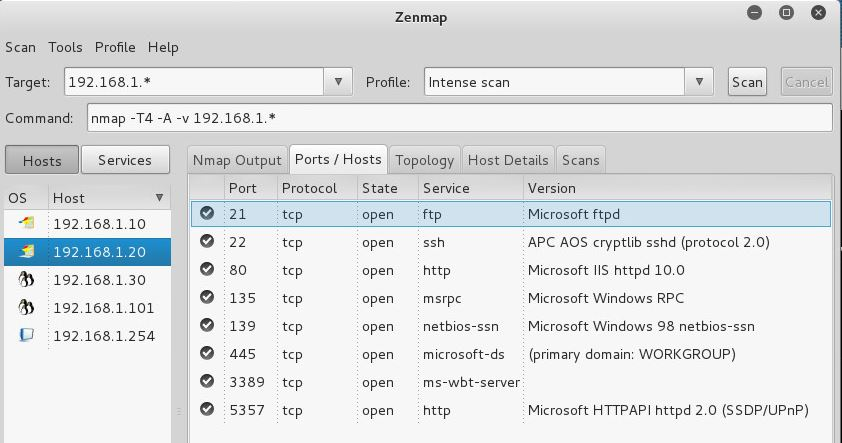 Zenmap
Scan Tools Profile Help
Target: 192.168.1.* Profile: Intense scan Scan Cancel
Command: nmap -T4 -A -v 192.168.1.*
Hosts Services
Nmap Output Ports / Hosts Topology Host Details Scans
OS Host
192.168.1.10
192.168.1.20
192.168.1.30
192.168.1.101
192.168.1.254
Port Protocol State Service Version
21 tcp open ftp Microsoft ftpd
22 tcp open ssh APC AOS cryptlib sshd (protocol 2.0)
80 tcp open http Microsoft IIS httpd 10.0
135 tcp open msrpc Microsoft Windows RPC
139 tcp open netbios-ssn Microsoft Windows 98 netbios-ssn
445 tcp open microsoft-ds (primary domain: WORKGROUP)
3389 tcp open ms-wbt-server
5357 tcp open http Microsoft HTTPAPI httpd 2.0 (SSDP/UPnP)